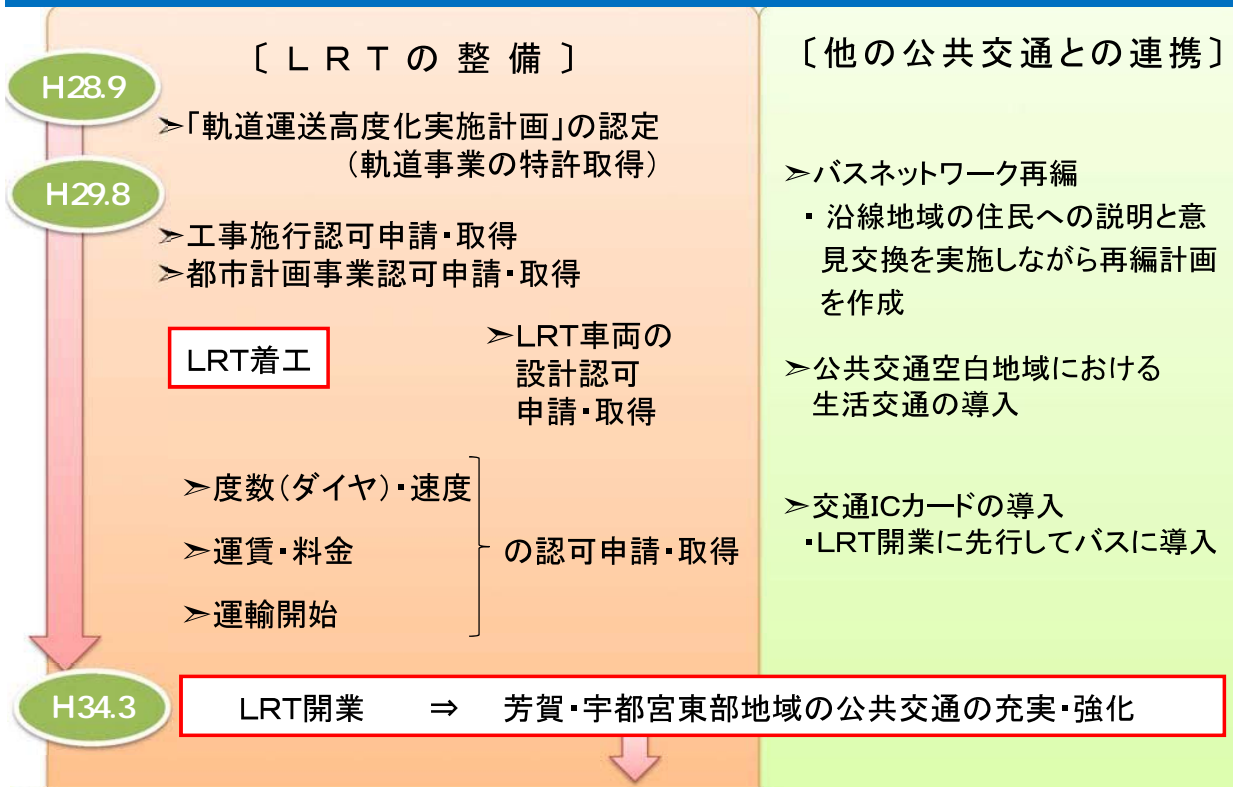 〔ＬＲＴの整備〕
H28.9
➣｢軌道運送高度化実施計画｣の認定
（軌道事業の特許取得）
H29.8
➣工事施行認可申請･取得
➣都市計画事業認可申請･取得
LRT着工
➣LRT車両の
設計認可
申請･取得
➣度数（ダイヤ）･速度
➣運賃･料金
➣運輸開始
の認可申請･取得
〔他の公共交通との連携〕
➣バスネットワーク再編
・ 沿線地域の住民への説明と意
見交換を実施しながら再編計画
を作成
➣公共交通空白地域における
生活交通の導入
➣交通ICカードの導入
･LRT開業に先行してバスに導入
H34.3
LRT開業　⇒　芳賀･宇都宮東部地域の公共交通の充実･強化